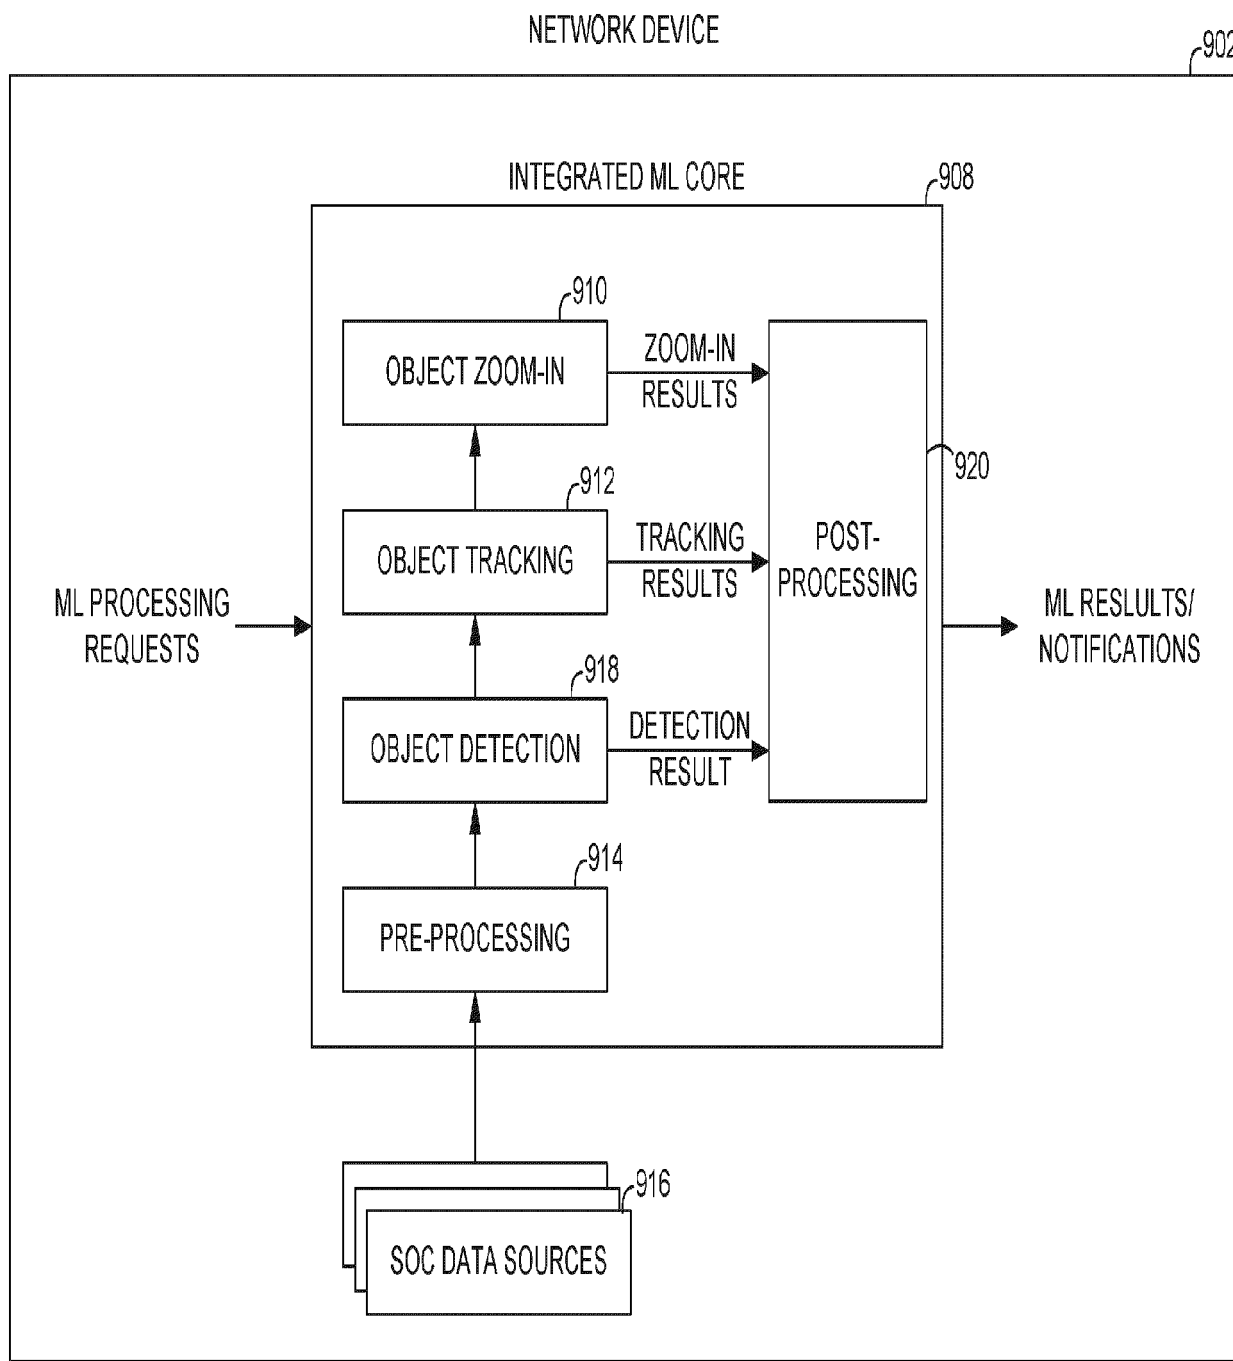 NETWORK DEVICE
902
INTEGRATED ML CORE
908
910
OBJECT ZOOM-IN
ZOOM-IN
RESULTS
912
OBJECT TRACKING
TRACKING
RESULTS
POST-
PROCESSING
920
ML PROCESSING
REQUESTS
ML RESLULTS/
NOTIFICATIONS
918
OBJECT DETECTION
DETECTION
RESULT
914
PRE-PROCESSING
916
SOC DATA SOURCES